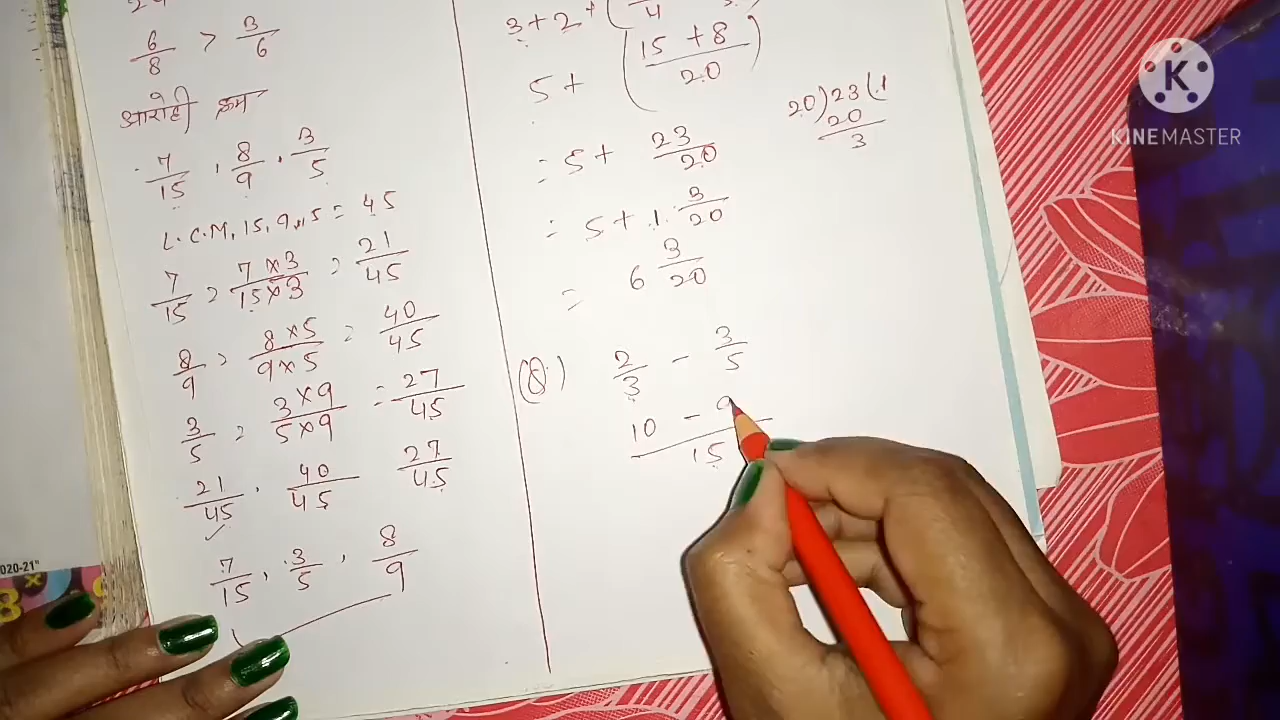 6/8 > 3/6
आरोही क्रम
7/15 , 8/9 , 3/5
L.C.M, 15, 9, 5 = 45
7/15 = 7×3/15×3 = 21/45
8/9 = 8×5/9×5 = 40/45
3/5 = 3×9/5×9 = 27/45
21/45 , 40/45 27/45
7/15 , 3/5 , 8/9
3+2+(
5 + (15+8/20)
= 5 + 23/20
= 5 + 1 3/20
= 6 3/20
20)23(1
20
3
(Q) 2/3 - 3/5
10 - 9/15
K
KINEMASTER
020-21"
8